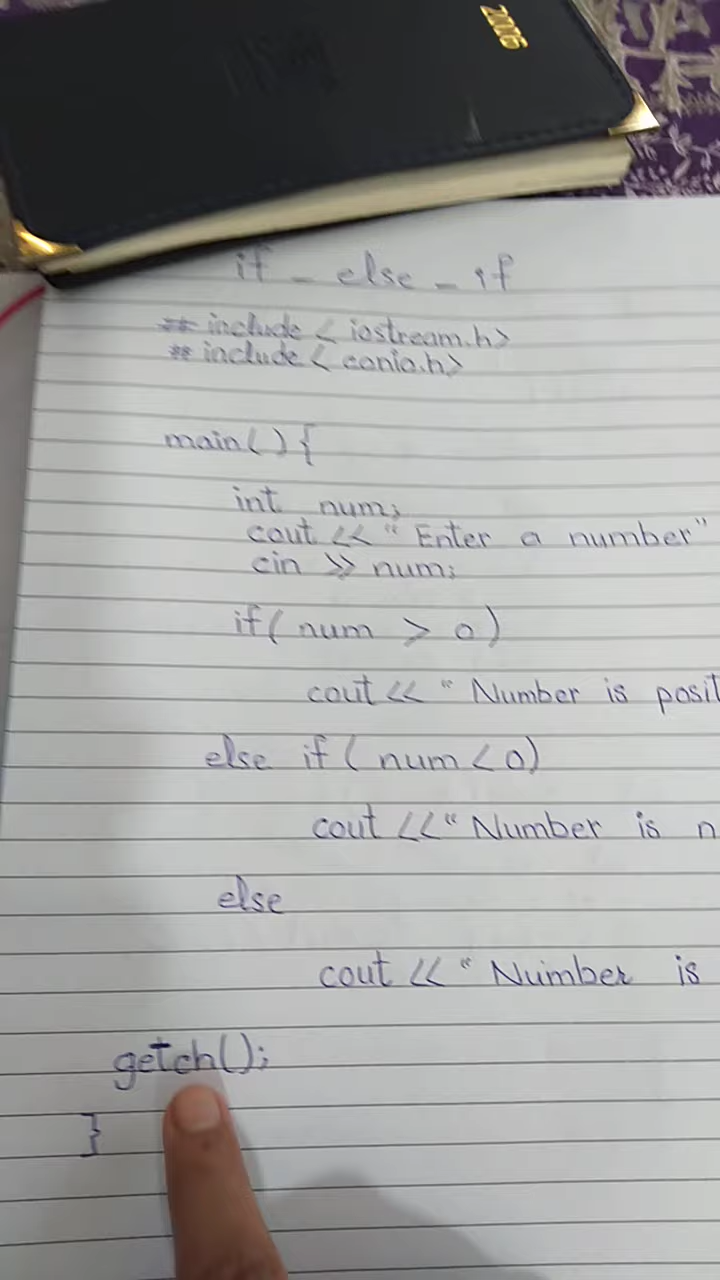 2006
if - else - if
# include < iostream.h>
# include < conio.h>
main() {
int num;
cout << "Enter a number"
cin >> num;
if( num > 0)
cout << " Number is posit
else if ( num < 0)
cout << " Number is n
else
cout << " Number is
getch();
}